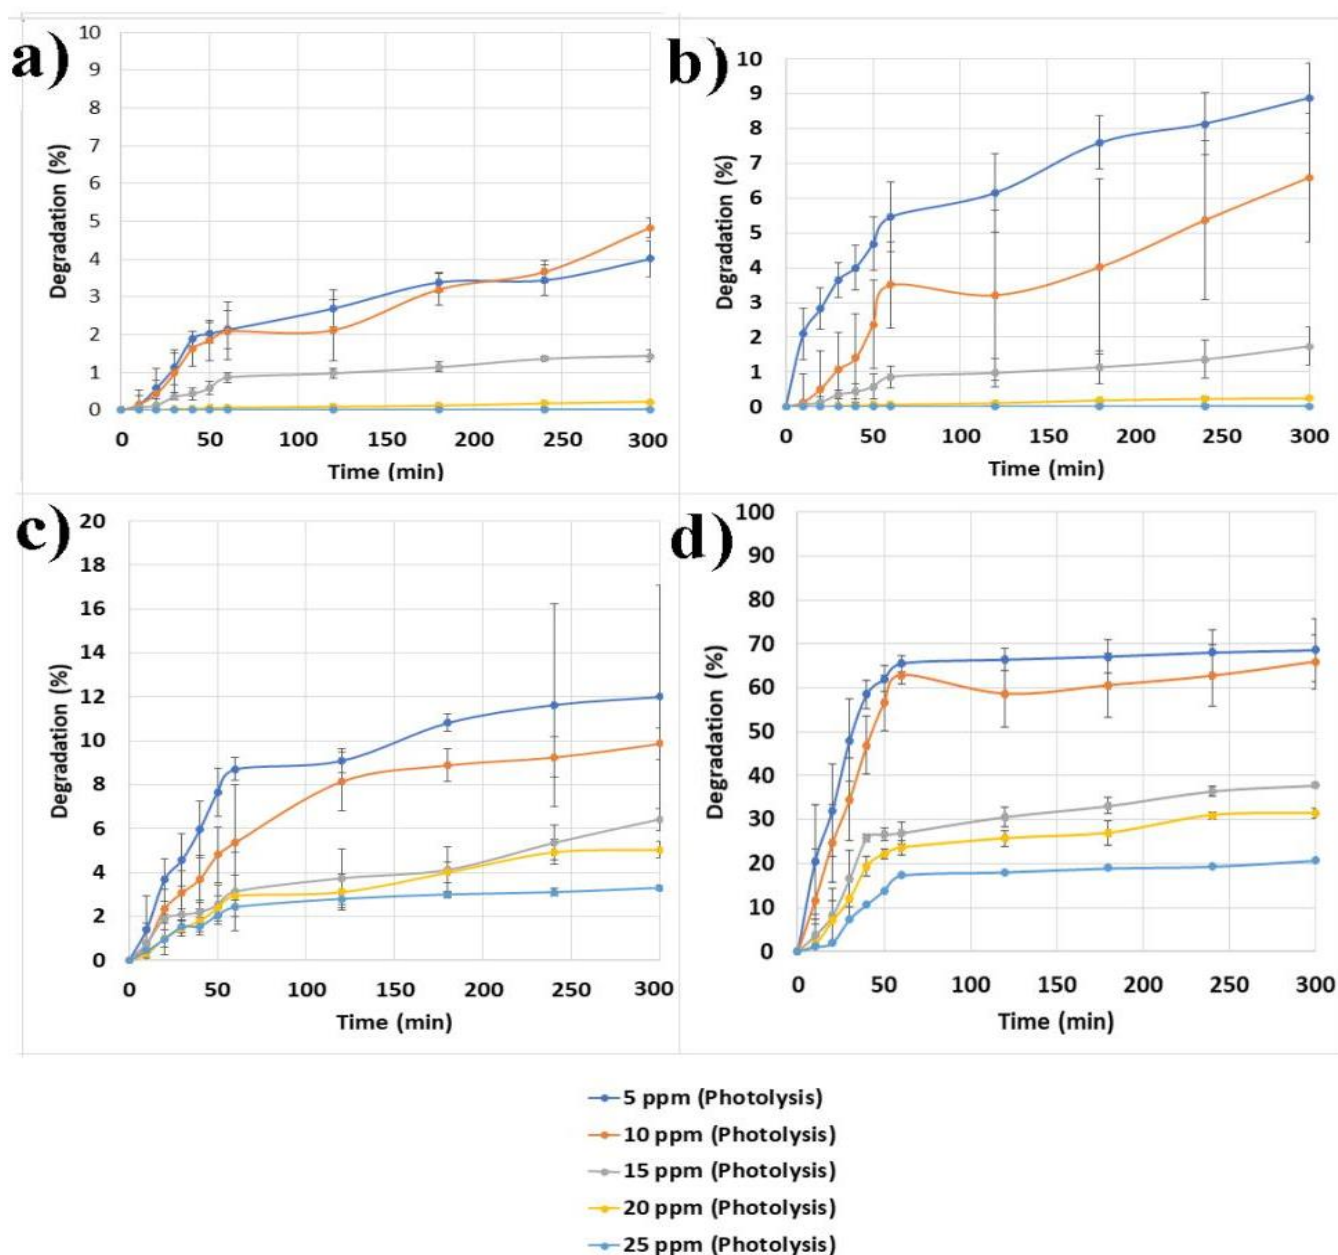 a)
10
9
8
7
6
5
4
3
2
1
0
Degradation (%)
0 50 100 150 200 250 300
Time (min)
b)
10
9
8
7
6
5
4
3
2
1
0
Degradation (%)
0 50 100 150 200 250 300
Time (min)
c)
20
18
16
14
12
10
8
6
4
2
0
Degradation (%)
0 50 100 150 200 250 300
Time (min)
d)
100
90
80
70
60
50
40
30
20
10
0
Degradation (%)
0 50 100 150 200 250 300
Time (min)
5 ppm (Photolysis)
10 ppm (Photolysis)
15 ppm (Photolysis)
20 ppm (Photolysis)
25 ppm (Photolysis)